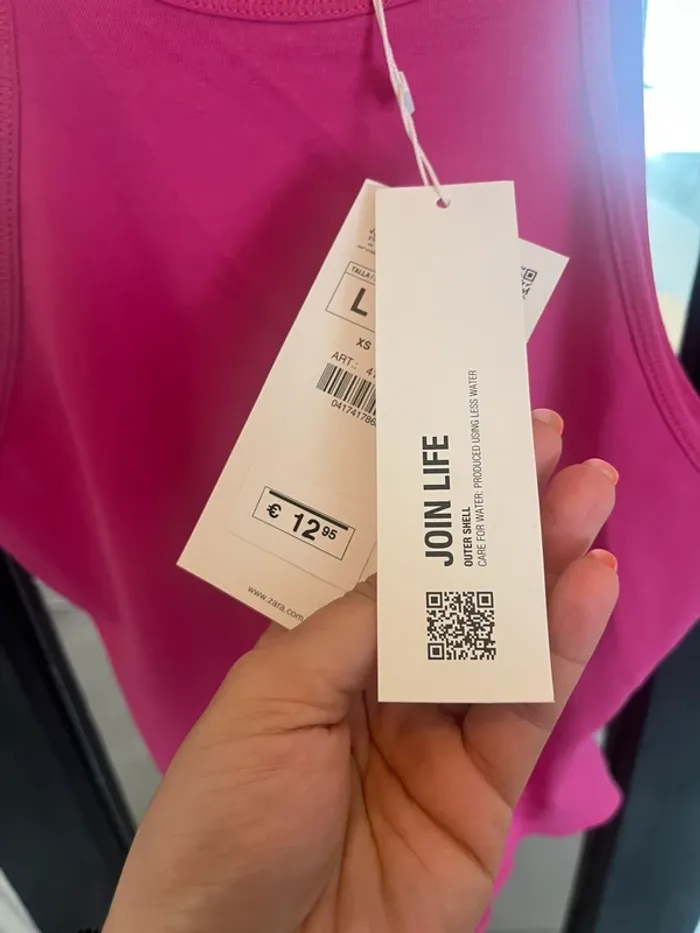 TALLA/
L
XS
ART.: 4
€ 12 95
www.zara.com
JOIN LIFE
OUTER SHELL
CARE FOR WATER: PRODUCED USING LESS WATER